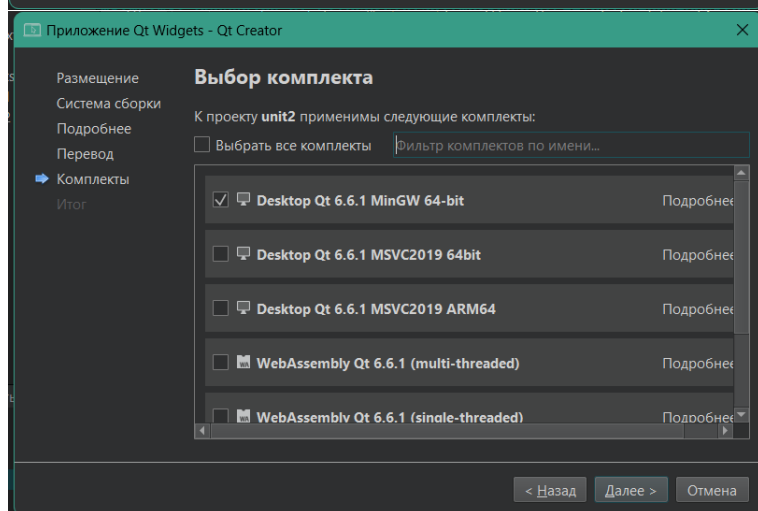 Приложение Qt Widgets - Qt Creator
Размещение
Система сборки
Подробнее
Перевод
Комплекты
Итог
Выбор комплекта
К проекту unit2 применимы следующие комплекты:
Выбрать все комплекты
Фильтр комплектов по имени...
Desktop Qt 6.6.1 MinGW 64-bit Подробнее
Desktop Qt 6.6.1 MSVC2019 64bit Подробнее
Desktop Qt 6.6.1 MSVC2019 ARM64 Подробнее
WebAssembly Qt 6.6.1 (multi-threaded) Подробнее
WebAssembly Qt 6.6.1 (single-threaded) Подробнее
< Назад Далее > Отмена